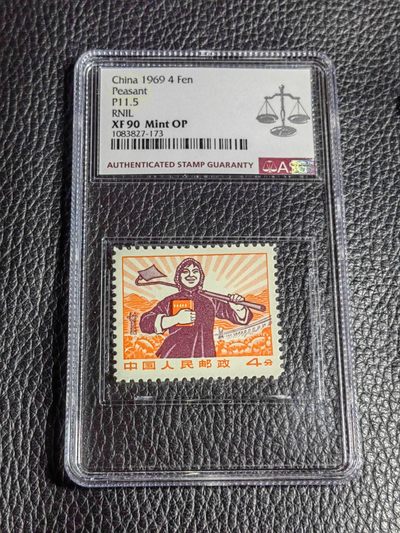 China 1969 4 Fen
Peasant
P11.5
RNIL
XF 90 Mint OP
1083827-173
AUTHENTICATED STAMP GUARANTY ASG
中国人民邮政 4分